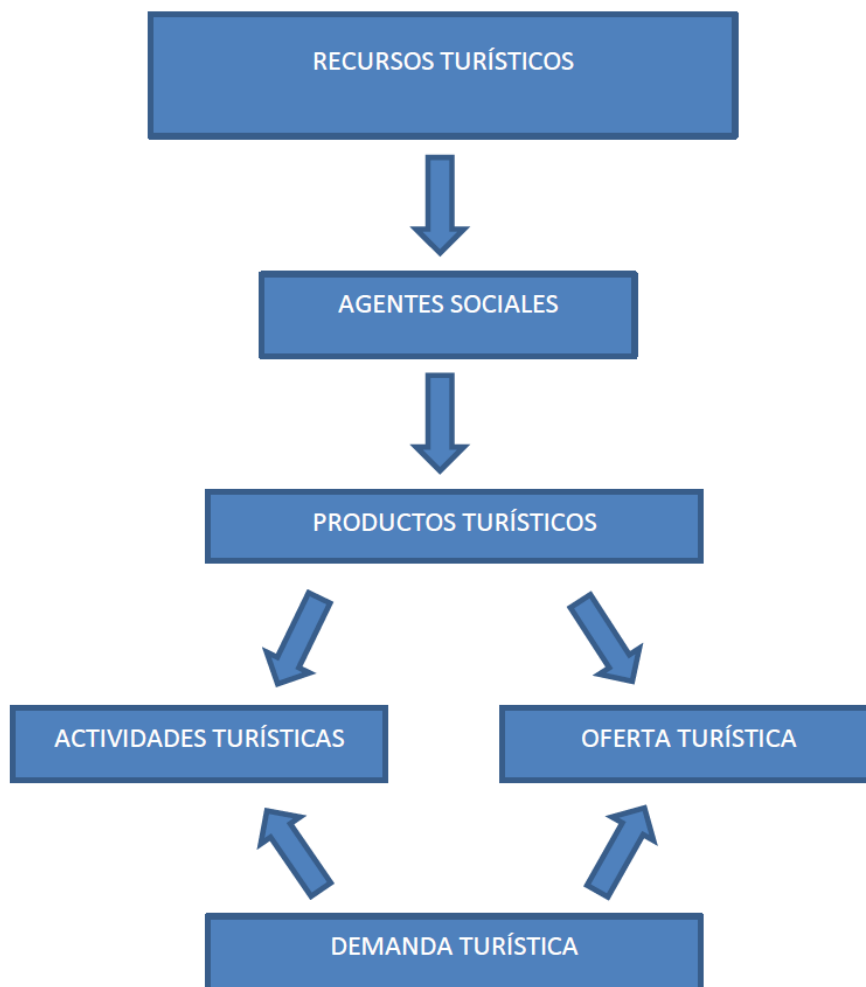 RECURSOS TURÍSTICOS
AGENTES SOCIALES
PRODUCTOS TURÍSTICOS
ACTIVIDADES TURÍSTICAS
OFERTA TURÍSTICA
DEMANDA TURÍSTICA